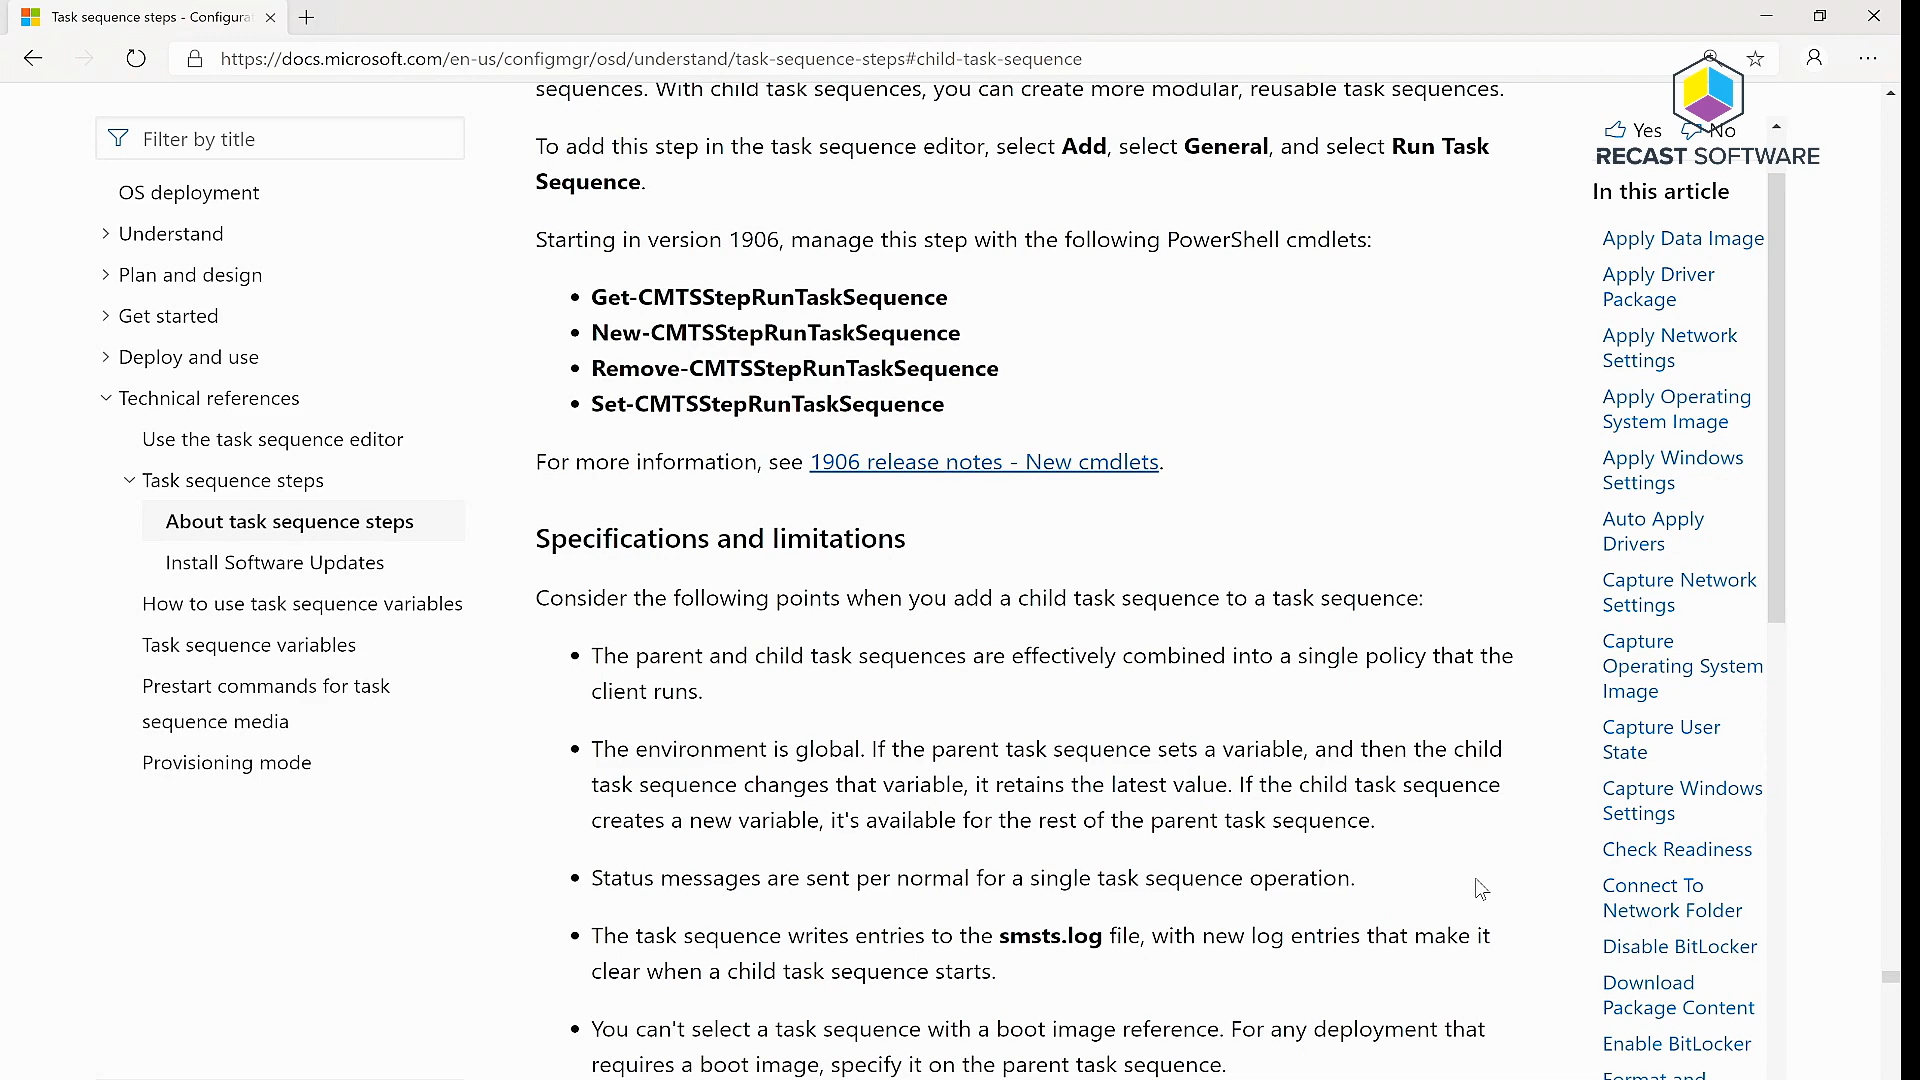 Task sequence steps - Configura
https://docs.microsoft.com/en-us/configmgr/osd/understand/task-sequence-steps#child-task-sequence
Filter by title
OS deployment
Understand
Plan and design
Get started
Deploy and use
Technical references
Use the task sequence editor
Task sequence steps
About task sequence steps
Install Software Updates
How to use task sequence variables
Task sequence variables
Prestart commands for task
sequence media
Provisioning mode
sequences. With child task sequences, you can create more modular, reusable task sequences.
To add this step in the task sequence editor, select Add, select General, and select Run Task
Sequence.
Starting in version 1906, manage this step with the following PowerShell cmdlets:
• Get-CMTSStepRunTaskSequence
• New-CMTSStepRunTaskSequence
• Remove-CMTSStepRunTaskSequence
• Set-CMTSStepRunTaskSequence
For more information, see 1906 release notes - New cmdlets.
Specifications and limitations
Consider the following points when you add a child task sequence to a task sequence:
• The parent and child task sequences are effectively combined into a single policy that the
client runs.
• The environment is global. If the parent task sequence sets a variable, and then the child
task sequence changes that variable, it retains the latest value. If the child task sequence
creates a new variable, it's available for the rest of the parent task sequence.
• Status messages are sent per normal for a single task sequence operation.
• The task sequence writes entries to the smsts.log file, with new log entries that make it
clear when a child task sequence starts.
• You can't select a task sequence with a boot image reference. For any deployment that
requires a boot image, specify it on the parent task sequence.
Yes No
RECAST SOFTWARE
In this article
Apply Data Image
Apply Driver
Package
Apply Network
Settings
Apply Operating
System Image
Apply Windows
Settings
Auto Apply
Drivers
Capture Network
Settings
Capture
Operating System
Image
Capture User
State
Capture Windows
Settings
Check Readiness
Connect To
Network Folder
Disable BitLocker
Download
Package Content
Enable BitLocker
Format and